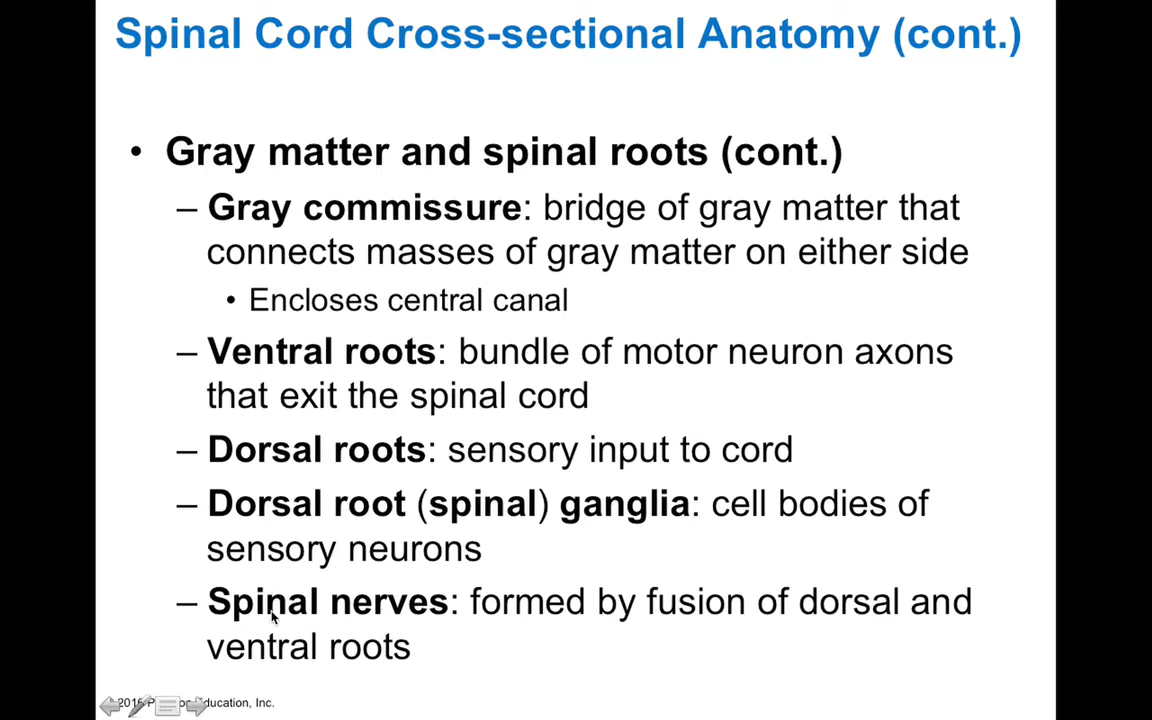 Spinal Cord Cross-sectional Anatomy (cont.)
• Gray matter and spinal roots (cont.)
– Gray commissure: bridge of gray matter that
connects masses of gray matter on either side
• Encloses central canal
– Ventral roots: bundle of motor neuron axons
that exit the spinal cord
– Dorsal roots: sensory input to cord
– Dorsal root (spinal) ganglia: cell bodies of
sensory neurons
– Spinal nerves: formed by fusion of dorsal and
ventral roots
Education, Inc.